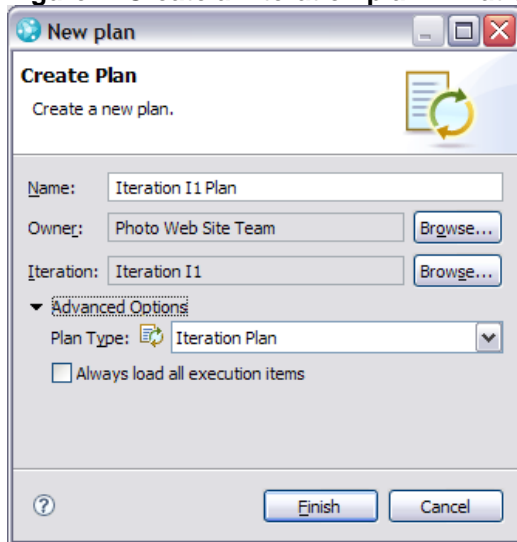 New plan
Create Plan
Create a new plan.
Name: Iteration I1 Plan
Owner: Photo Web Site Team Browse...
Iteration: Iteration I1 Browse...
Advanced Options
Plan Type: Iteration Plan
Always load all execution items
? Finish Cancel